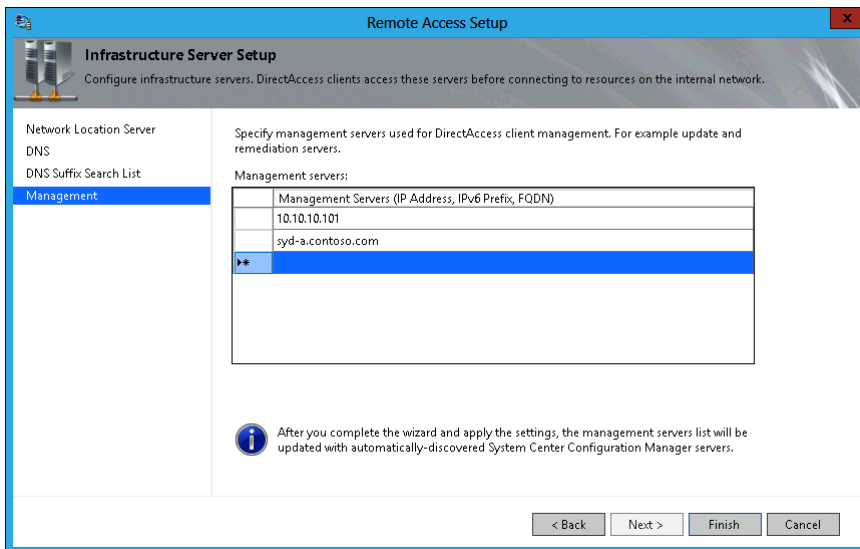 Remote Access Setup
x
Infrastructure Server Setup
Configure infrastructure servers. DirectAccess clients access these servers before connecting to resources on the internal network.
Network Location Server
DNS
DNS Suffix Search List
Management
Specify management servers used for DirectAccess client management. For example update and
remediation servers.
Management servers:
Management Servers (IP Address, IPv6 Prefix, FQDN)
10.10.10.101
syd-a.contoso.com
After you complete the wizard and apply the settings, the management servers list will be
updated with automatically-discovered System Center Configuration Manager servers.
< Back
Next >
Finish
Cancel